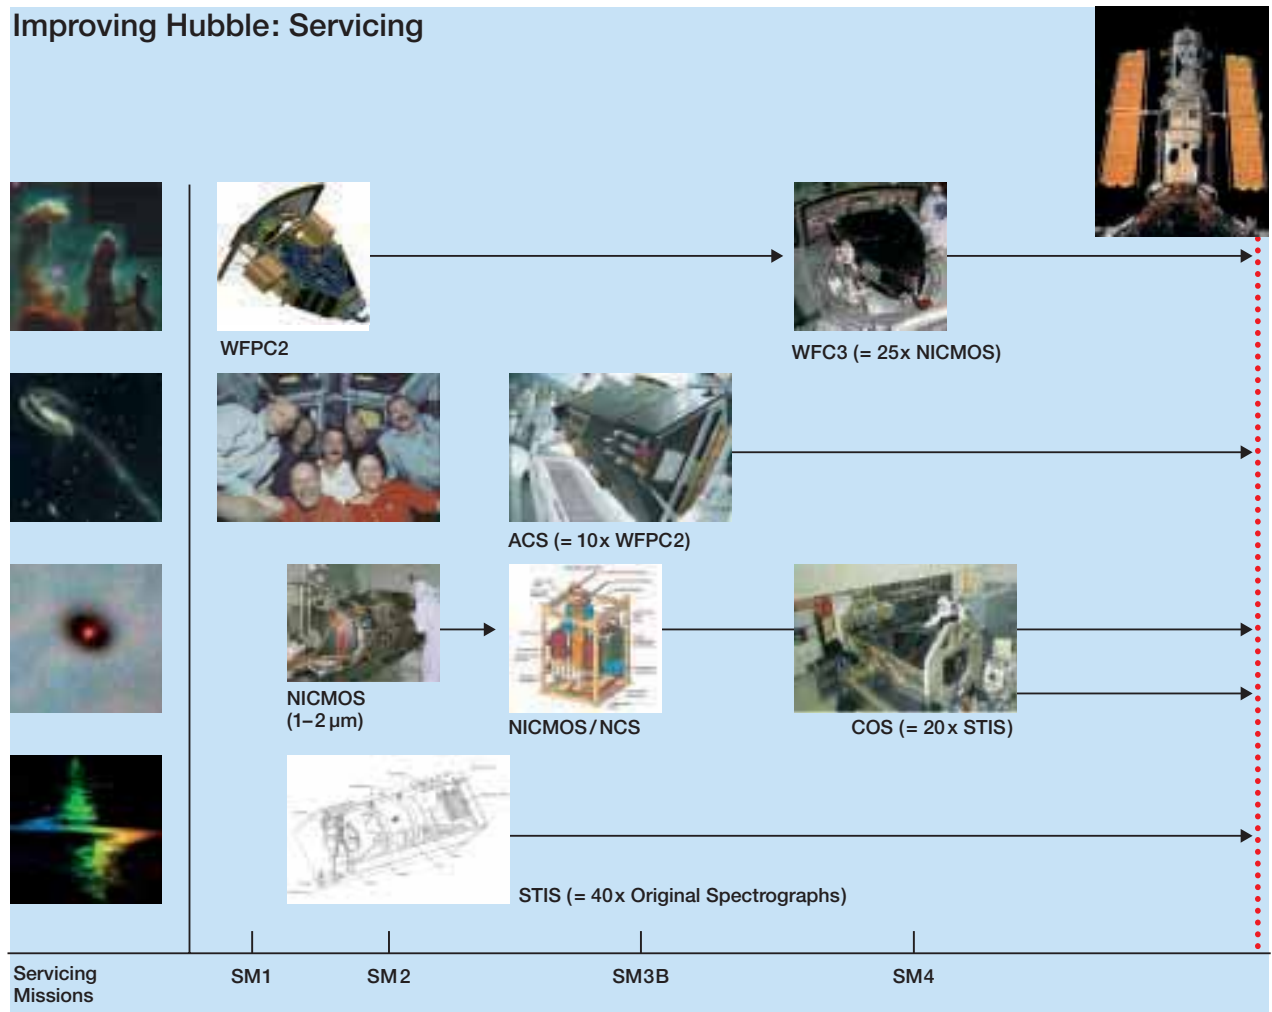 Improving Hubble: Servicing
WFPC2
WFC3 (= 25x NICMOS)
ACS (= 10x WFPC2)
NICMOS
(1–2 µm)
NICMOS/NCS
COS (= 20x STIS)
STIS (= 40x Original Spectrographs)
Servicing
Missions
SM1
SM2
SM3B
SM4